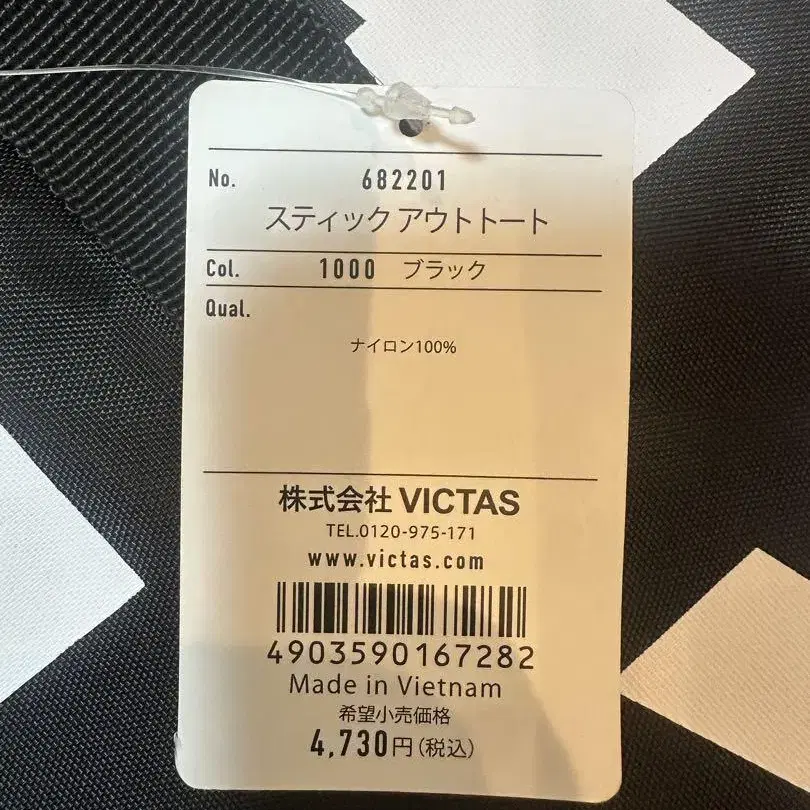 No. 682201
スティック アウトトート
Col. 1000 ブラック
Qual.
ナイロン100%
株式会社 VICTAS
TEL.0120-975-171
www.victas.com
4903590167282
Made in Vietnam
希望小売価格
4,730円(税込)